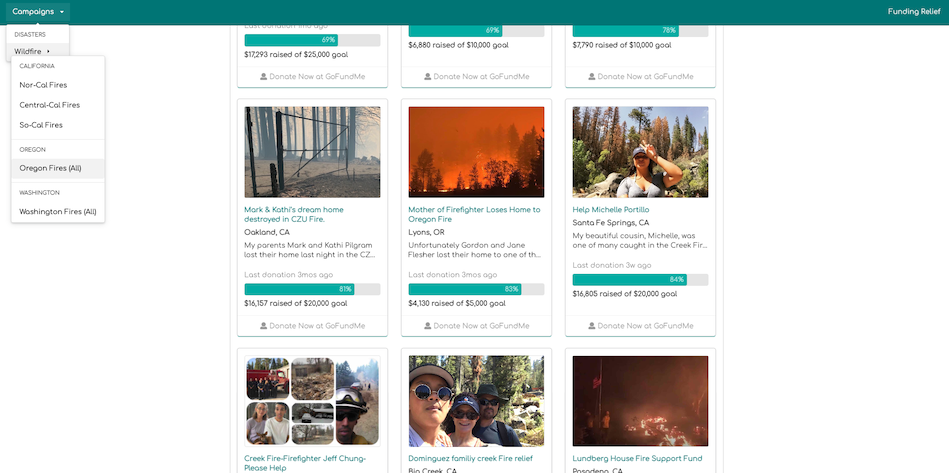 Campaigns
Funding Relief
DISASTERS
Wildfire
CALIFORNIA
Nor-Cal Fires
Central-Cal Fires
So-Cal Fires
OREGON
Oregon Fires (All)
WASHINGTON
Washington Fires (All)
Last donation 1mo ago
69%
$17,293 raised of $25,000 goal
Donate Now at GoFundMe
69%
$6,880 raised of $10,000 goal
Donate Now at GoFundMe
78%
$7,790 raised of $10,000 goal
Donate Now at GoFundMe
Mark & Kathi's dream home
destroyed in CZU Fire.
Oakland, CA
My parents Mark and Kathi Pilgram
lost their home last night in the CZ...
Last donation 3mos ago
81%
$16,157 raised of $20,000 goal
Donate Now at GoFundMe
Mother of Firefighter Loses Home to
Oregon Fire
Lyons, OR
Unfortunately Gordon and Jane
Flesher lost their home to one of th...
Last donation 3mos ago
83%
$4,130 raised of $5,000 goal
Donate Now at GoFundMe
Help Michelle Portillo
Santa Fe Springs, CA
My beautiful cousin, Michelle, was
one of many caught in the Creek Fir...
Last donation 3w ago
84%
$16,805 raised of $20,000 goal
Donate Now at GoFundMe
Creek Fire-Firefighter Jeff Chung-
Please Help
Dominguez familiy creek Fire relief
Big Creek, CA
Lundberg House Fire Support Fund
Pasadena, CA